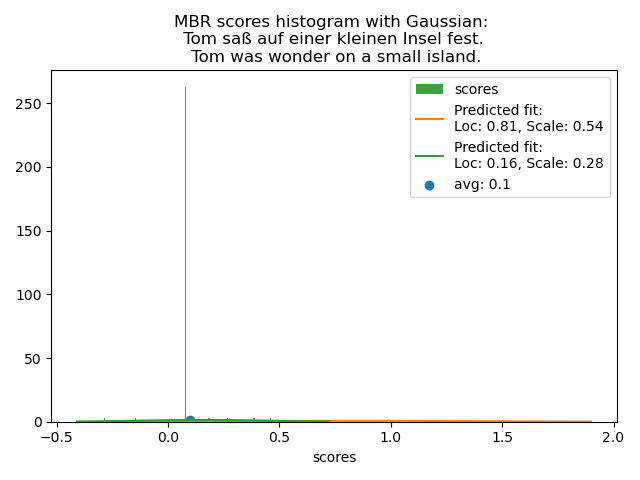 MBR scores histogram with Gaussian:
Tom saß auf einer kleinen Insel fest.
Tom was wonder on a small island.
scores
Predicted fit:
Loc: 0.81, Scale: 0.54
Predicted fit:
Loc: 0.16, Scale: 0.28
avg: 0.1
250
200
150
100
50
0
−0.5 0.0 0.5 1.0 1.5 2.0
scores